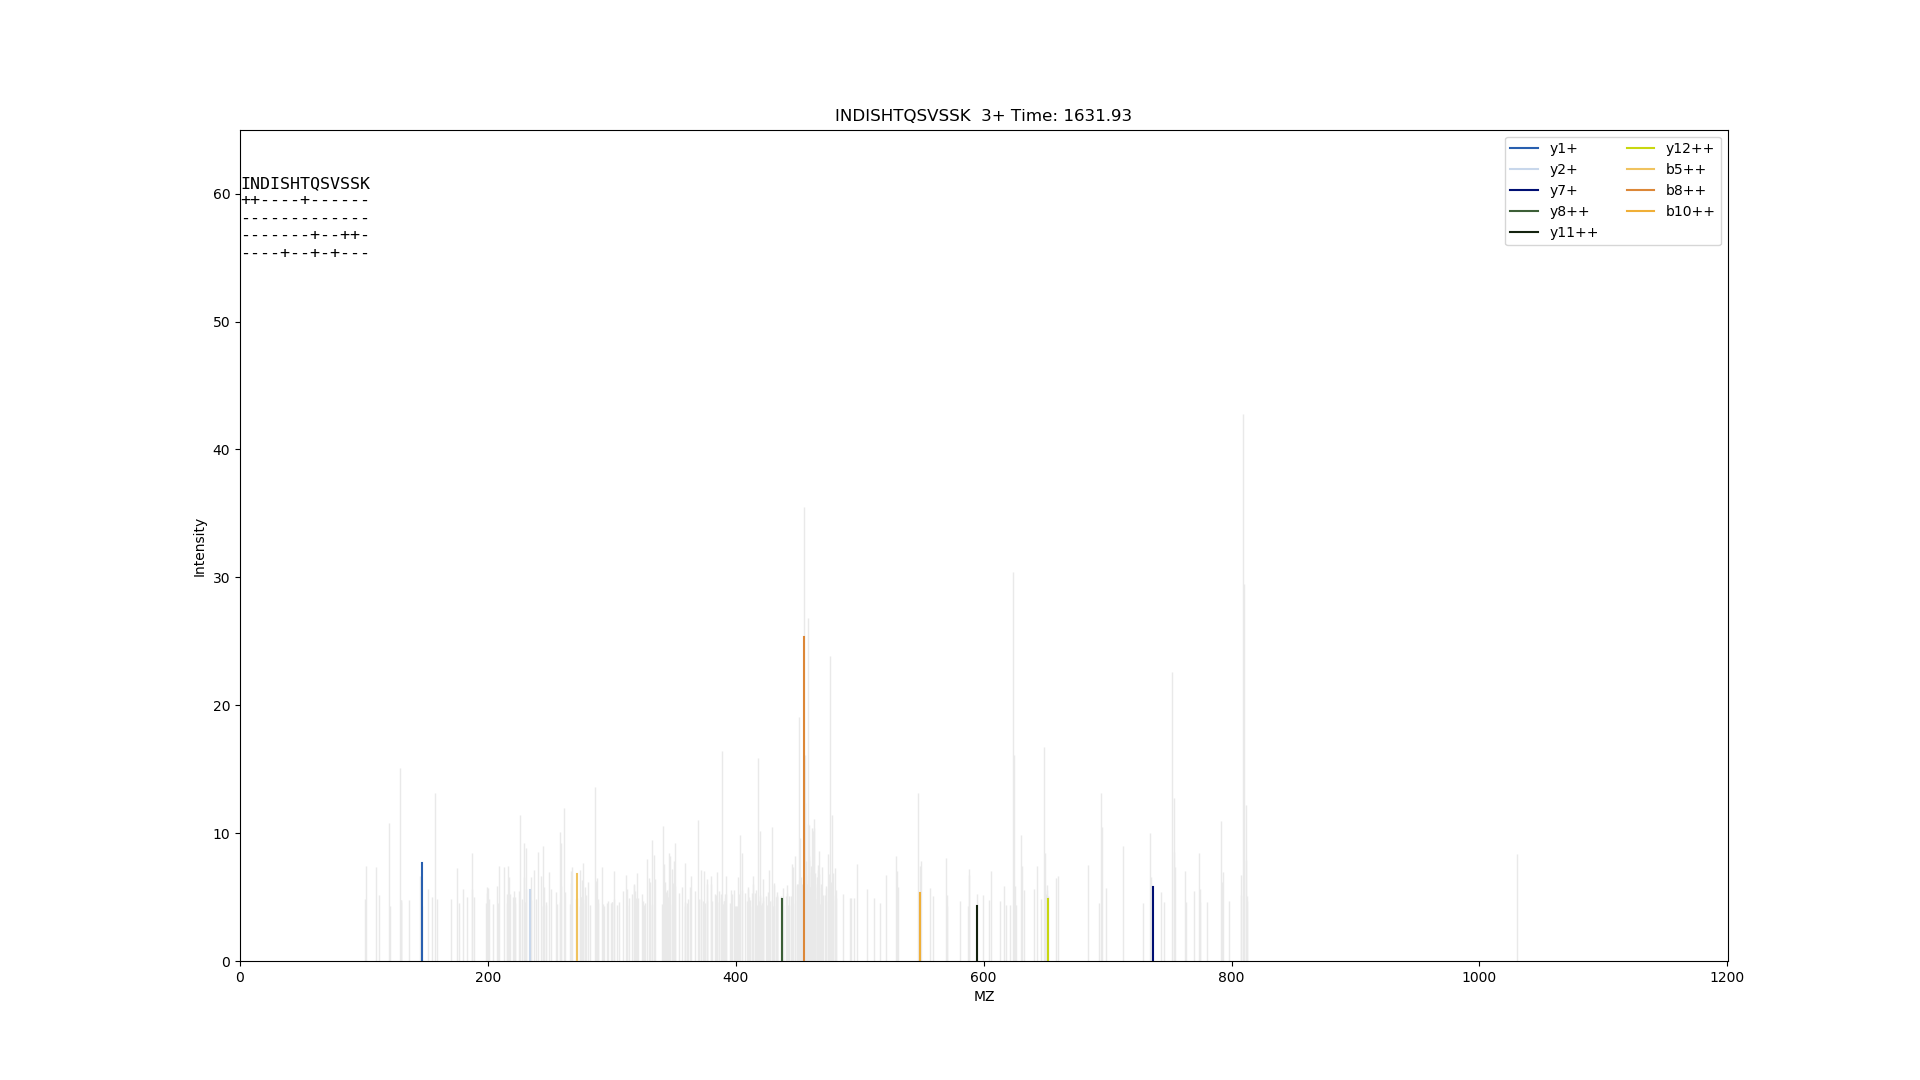 INDISHTQSVSSK  3+ Time: 1631.93
y1+
y2+
y7+
y8++
y11++
y12++
b5++
b8++
b10++
INDISHTQSVSSK
++----+------
-------------
-------+--++-
----+--+-+---
60
50
40
30
20
10
0
Intensity
0 200 400 600 800 1000 1200
MZ